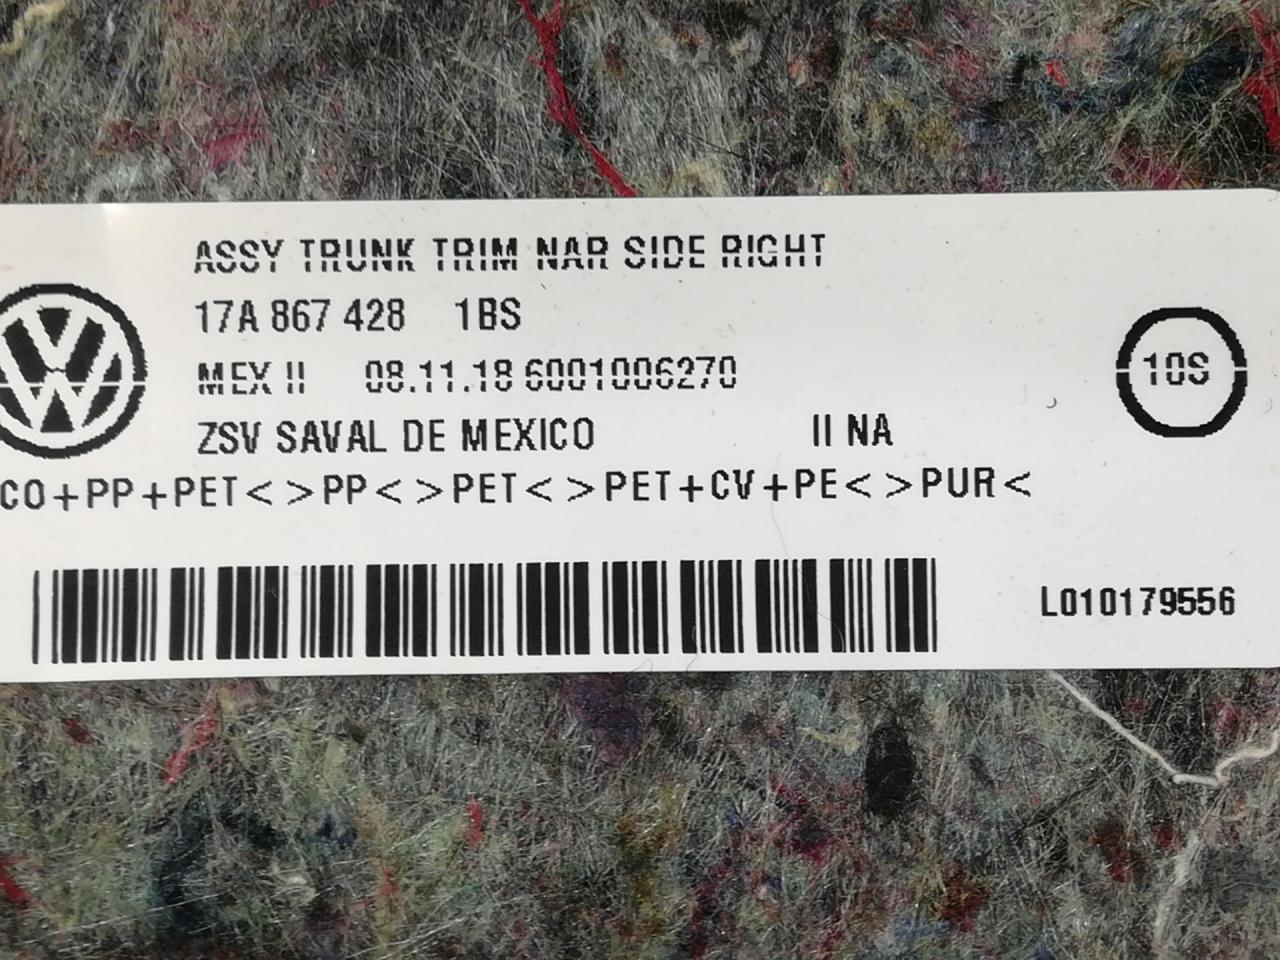 ASSY TRUNK TRIM NAR SIDE RIGHT
17A 867 428 1BS
MEX II 08.11.18 6001006270
10S
ZSV SAVAL DE MEXICO II NA
CO+PP+PET< >PP< >PET< >PET+CV+PE< >PUR<
L010179556